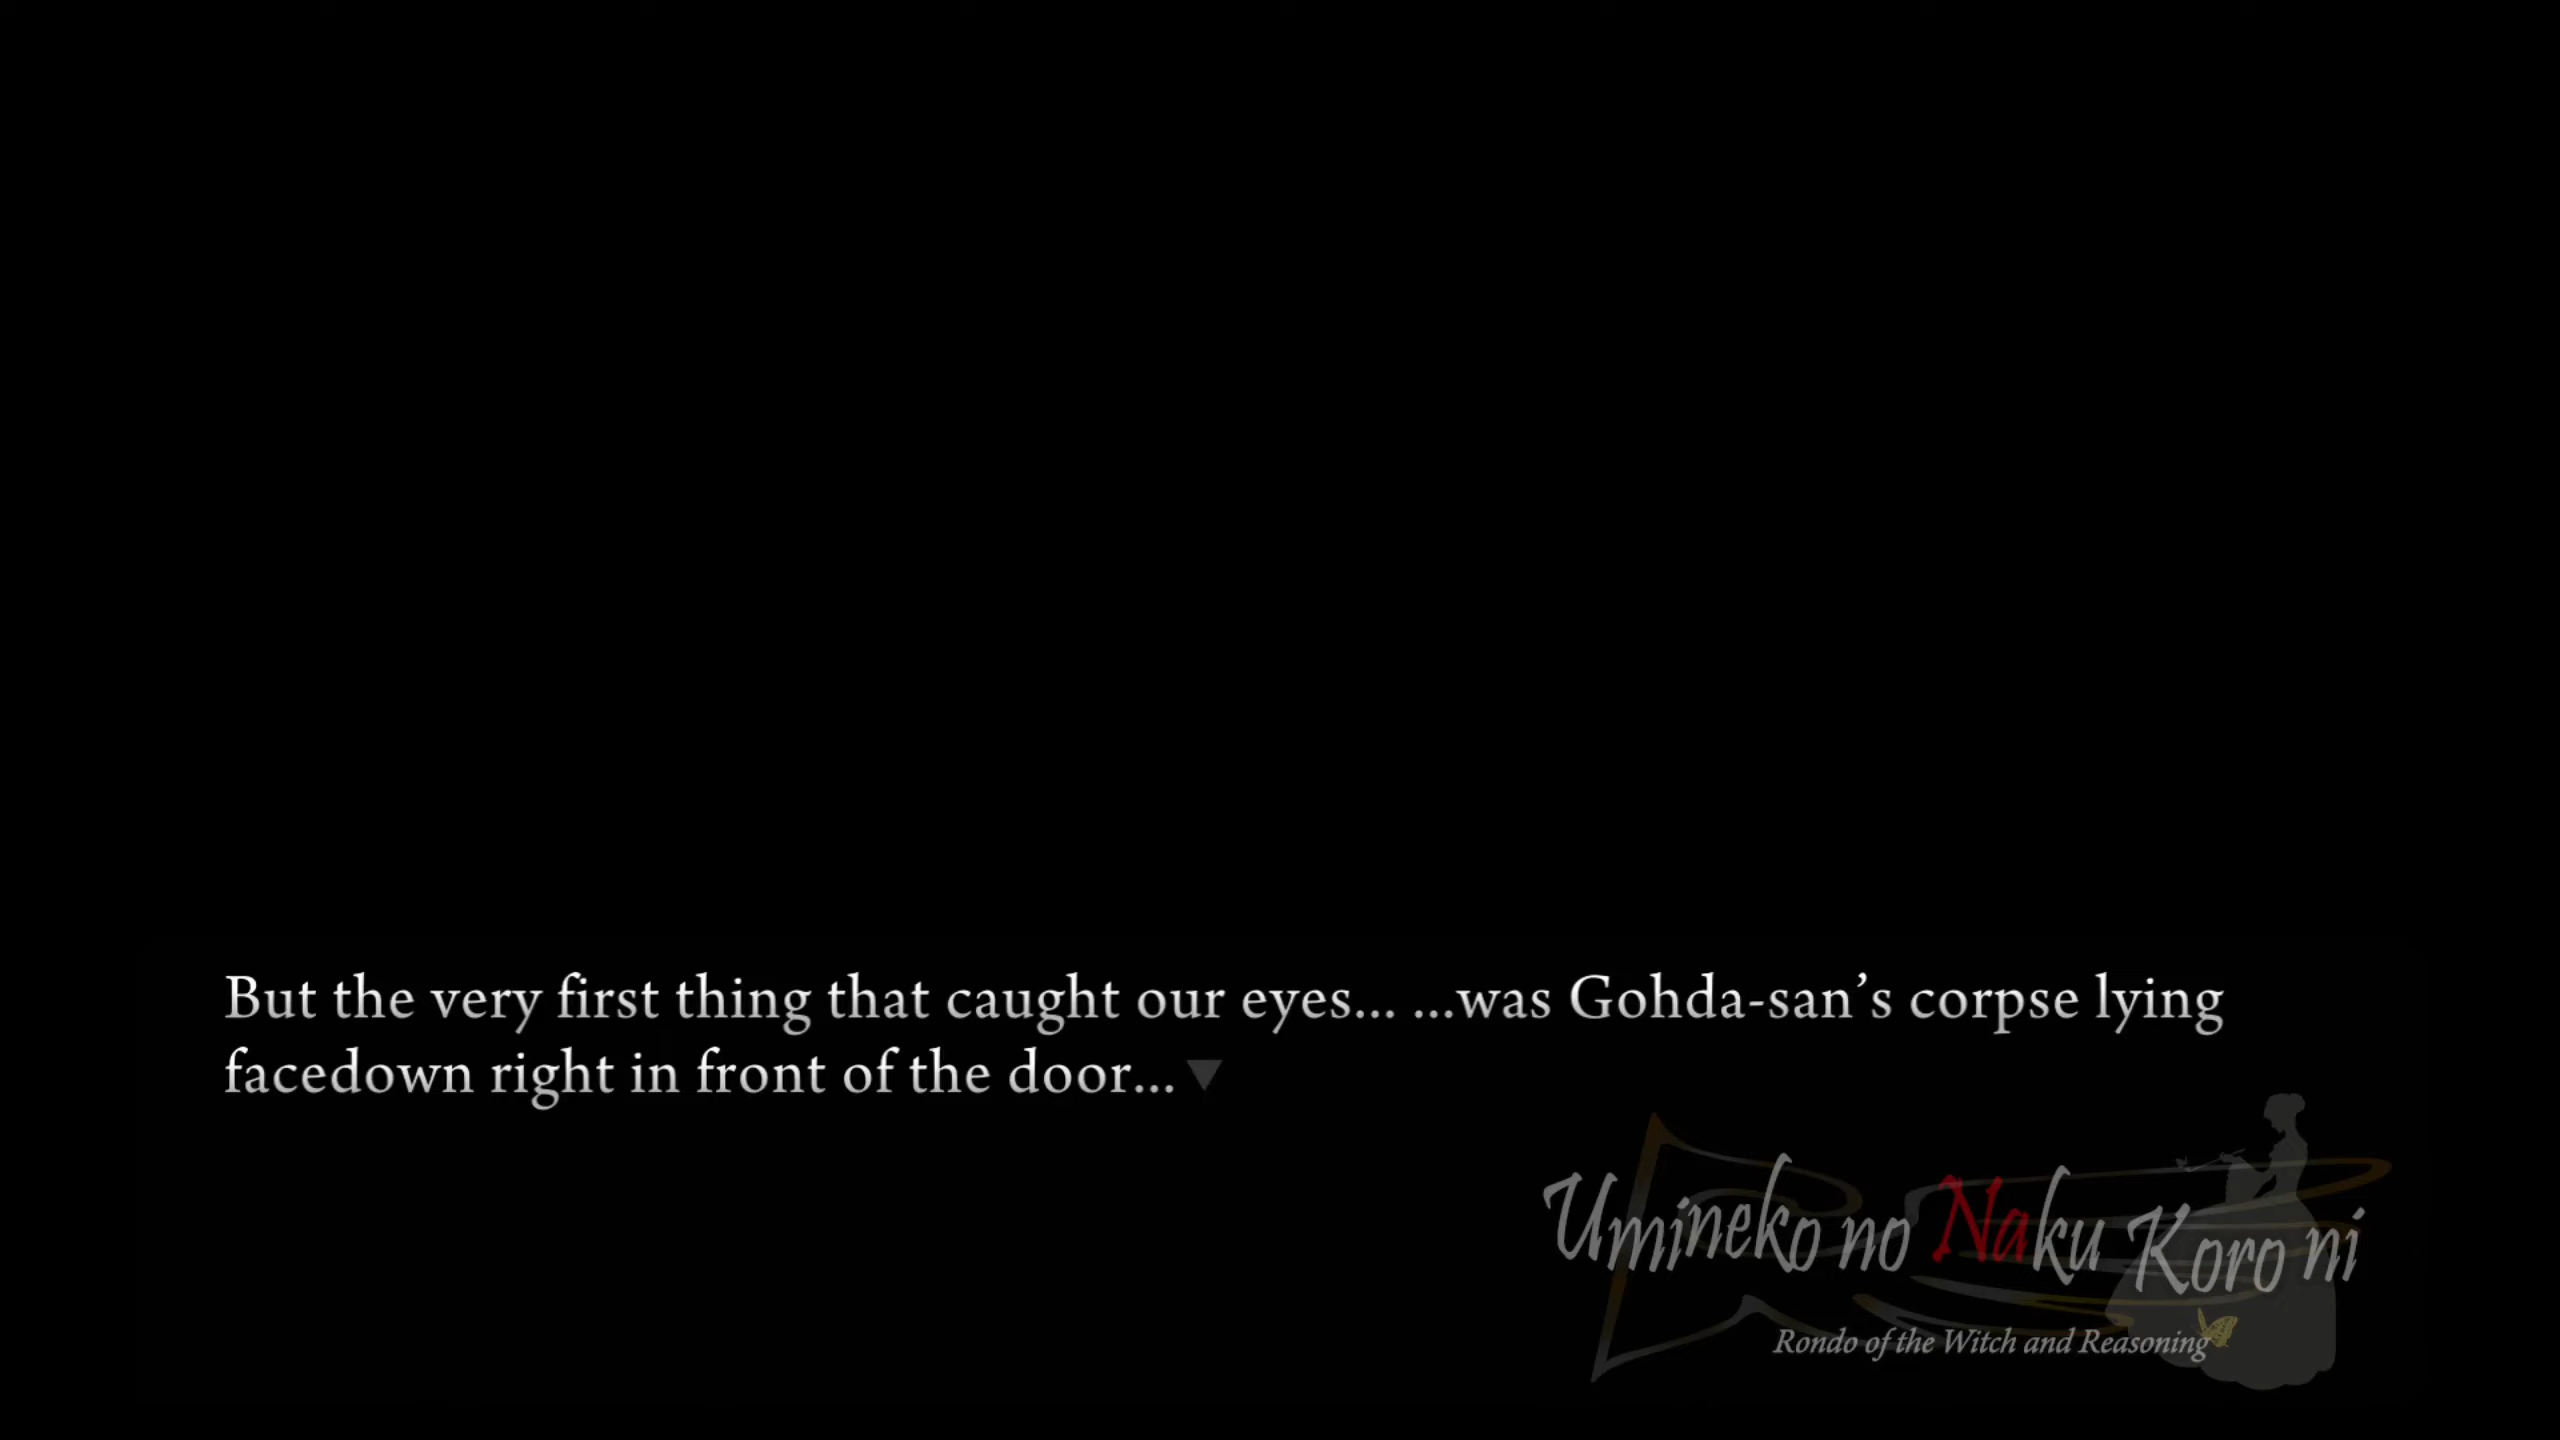 But the very first thing that caught our eyes... ...was Gohda-san’s corpse lying
facedown right in front of the door...
Umineko no Naku Koro ni
Rondo of the Witch and Reasoning